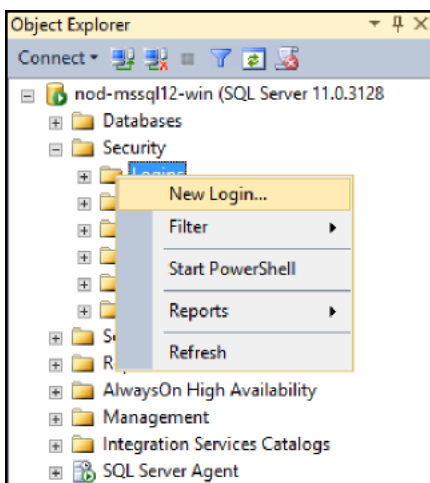 Object Explorer
Connect
nod-mssql12-win (SQL Server 11.0.3128
Databases
Security
Logins
New Login...
Filter
Start PowerShell
Reports
Refresh
S
R
AlwaysOn High Availability
Management
Integration Services Catalogs
SQL Server Agent